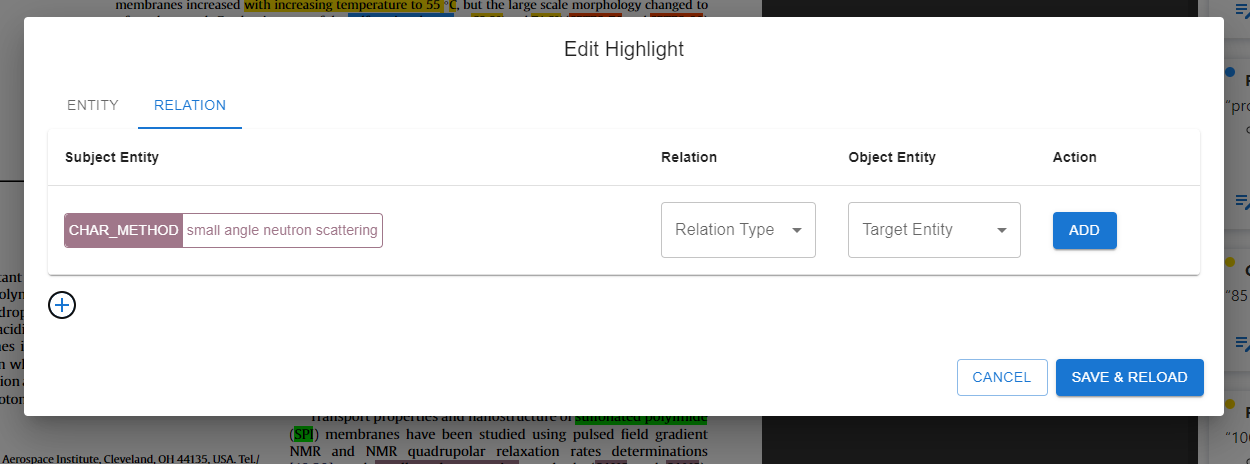 membranes increased with increasing temperature to 55 °C, but the large scale morphology changed to
Edit Highlight
ENTITY RELATION
Subject Entity Relation Object Entity Action
CHAR_METHOD small angle neutron scattering Relation Type Target Entity ADD
CANCEL SAVE & RELOAD
Transport properties and nanostructure of sulfonated polyimide
(SPI) membranes have been studied using pulsed field gradient
NMR and NMR quadrupolar relaxation rates determinations
Aerospace Institute, Cleveland, OH 44135, USA. Tel./
"85